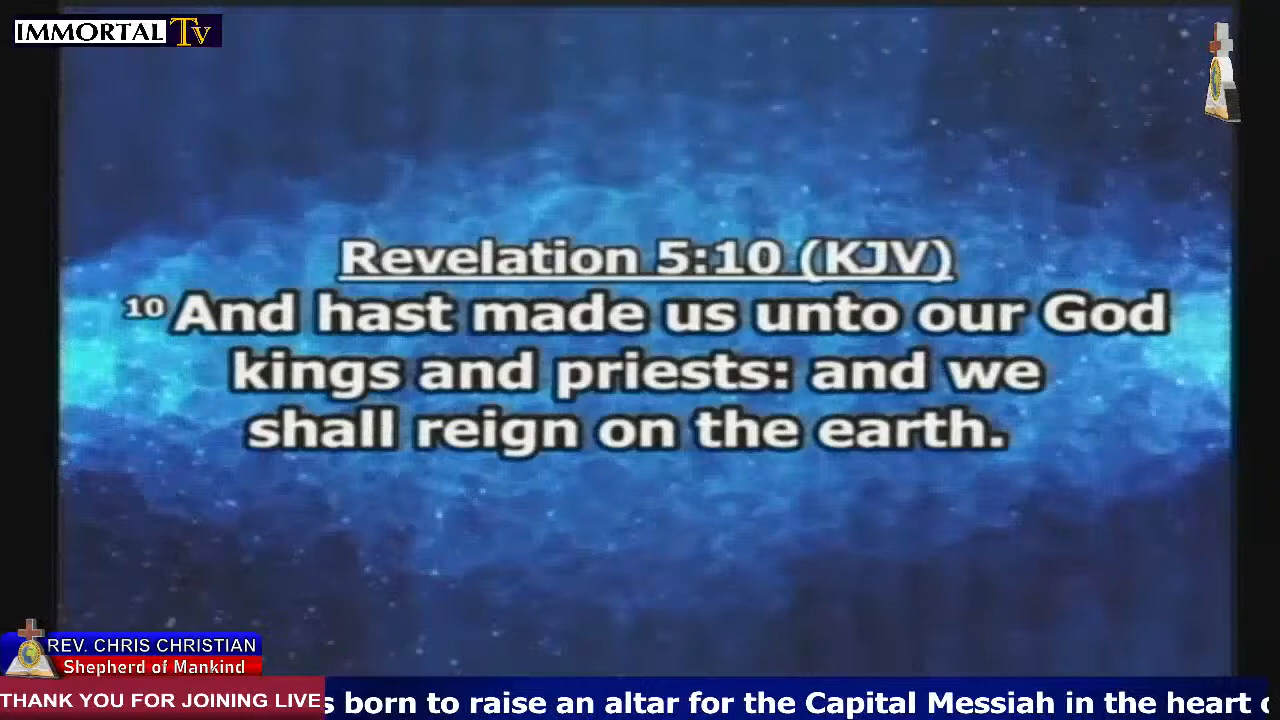 IMMORTAL Tv
Revelation 5:10 (KJV)
10 And hast made us unto our God
kings and priests: and we
shall reign on the earth.
REV. CHRIS CHRISTIAN
Shepherd of Mankind
THANK YOU FOR JOINING LIVE
born to raise an altar for the Capital Messiah in the heart